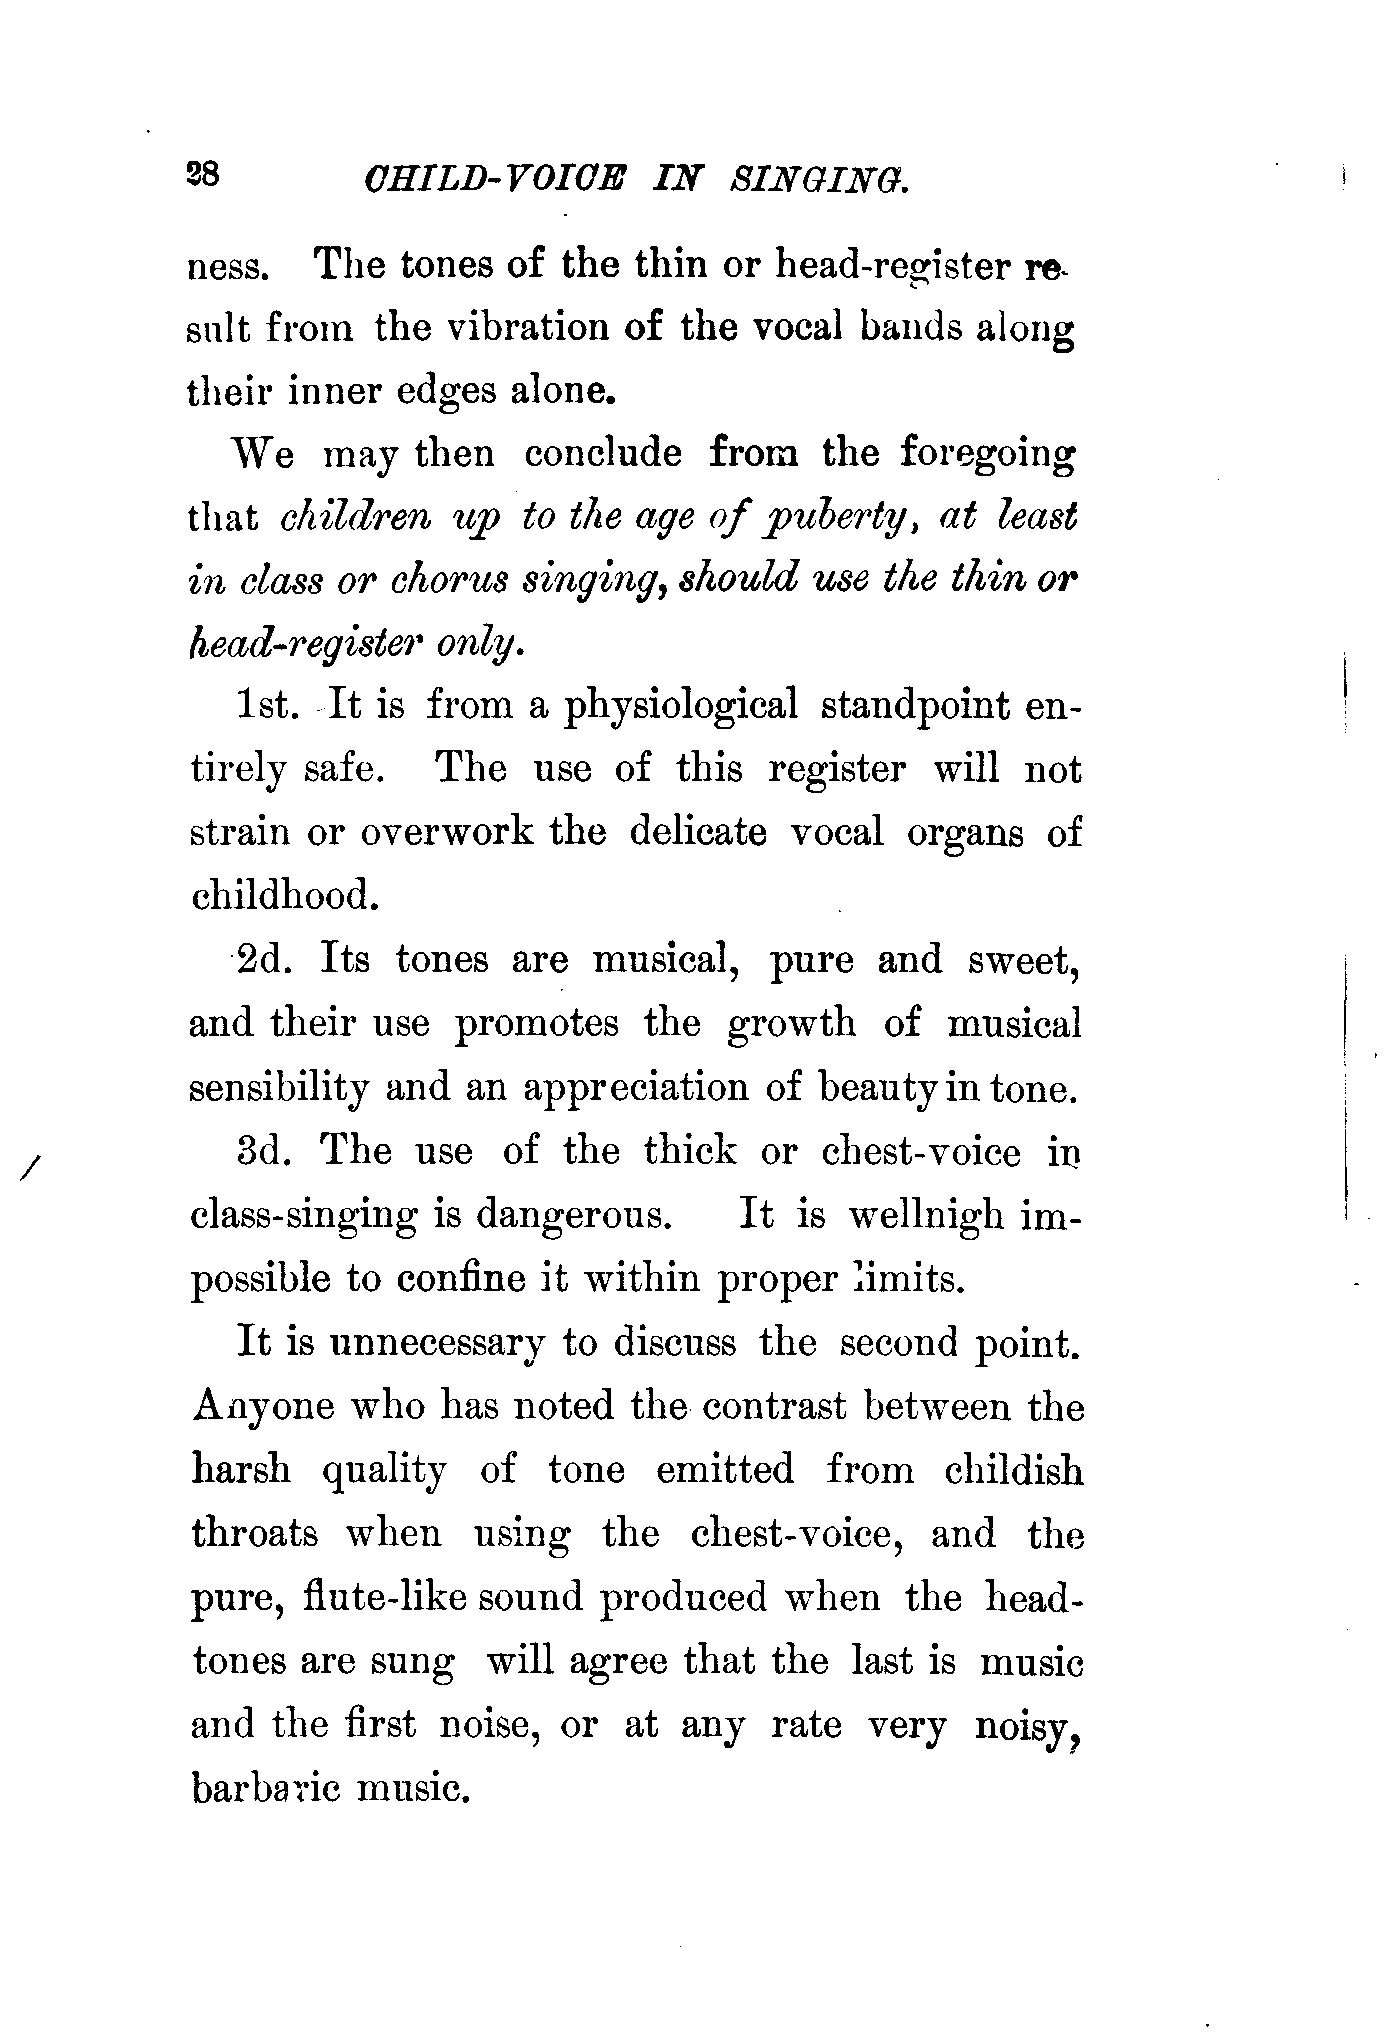 28 CHILD-VOICE IN SINGING.
ness. The tones of the thin or head-register re-
sult from the vibration of the vocal bands along
their inner edges alone.
We may then conclude from the foregoing
that children up to the age of puberty, at least
in class or chorus singing, should use the thin or
head-register only.
1st. It is from a physiological standpoint en-
tirely safe. The use of this register will not
strain or overwork the delicate vocal organs of
childhood.
2d. Its tones are musical, pure and sweet,
and their use promotes the growth of musical
sensibility and an appreciation of beauty in tone.
3d. The use of the thick or chest-voice in
class-singing is dangerous. It is wellnigh im-
possible to confine it within proper limits.
It is unnecessary to discuss the second point.
Anyone who has noted the contrast between the
harsh quality of tone emitted from childish
throats when using the chest-voice, and the
pure, flute-like sound produced when the head-
tones are sung will agree that the last is music
and the first noise, or at any rate very noisy,
barbaric music.